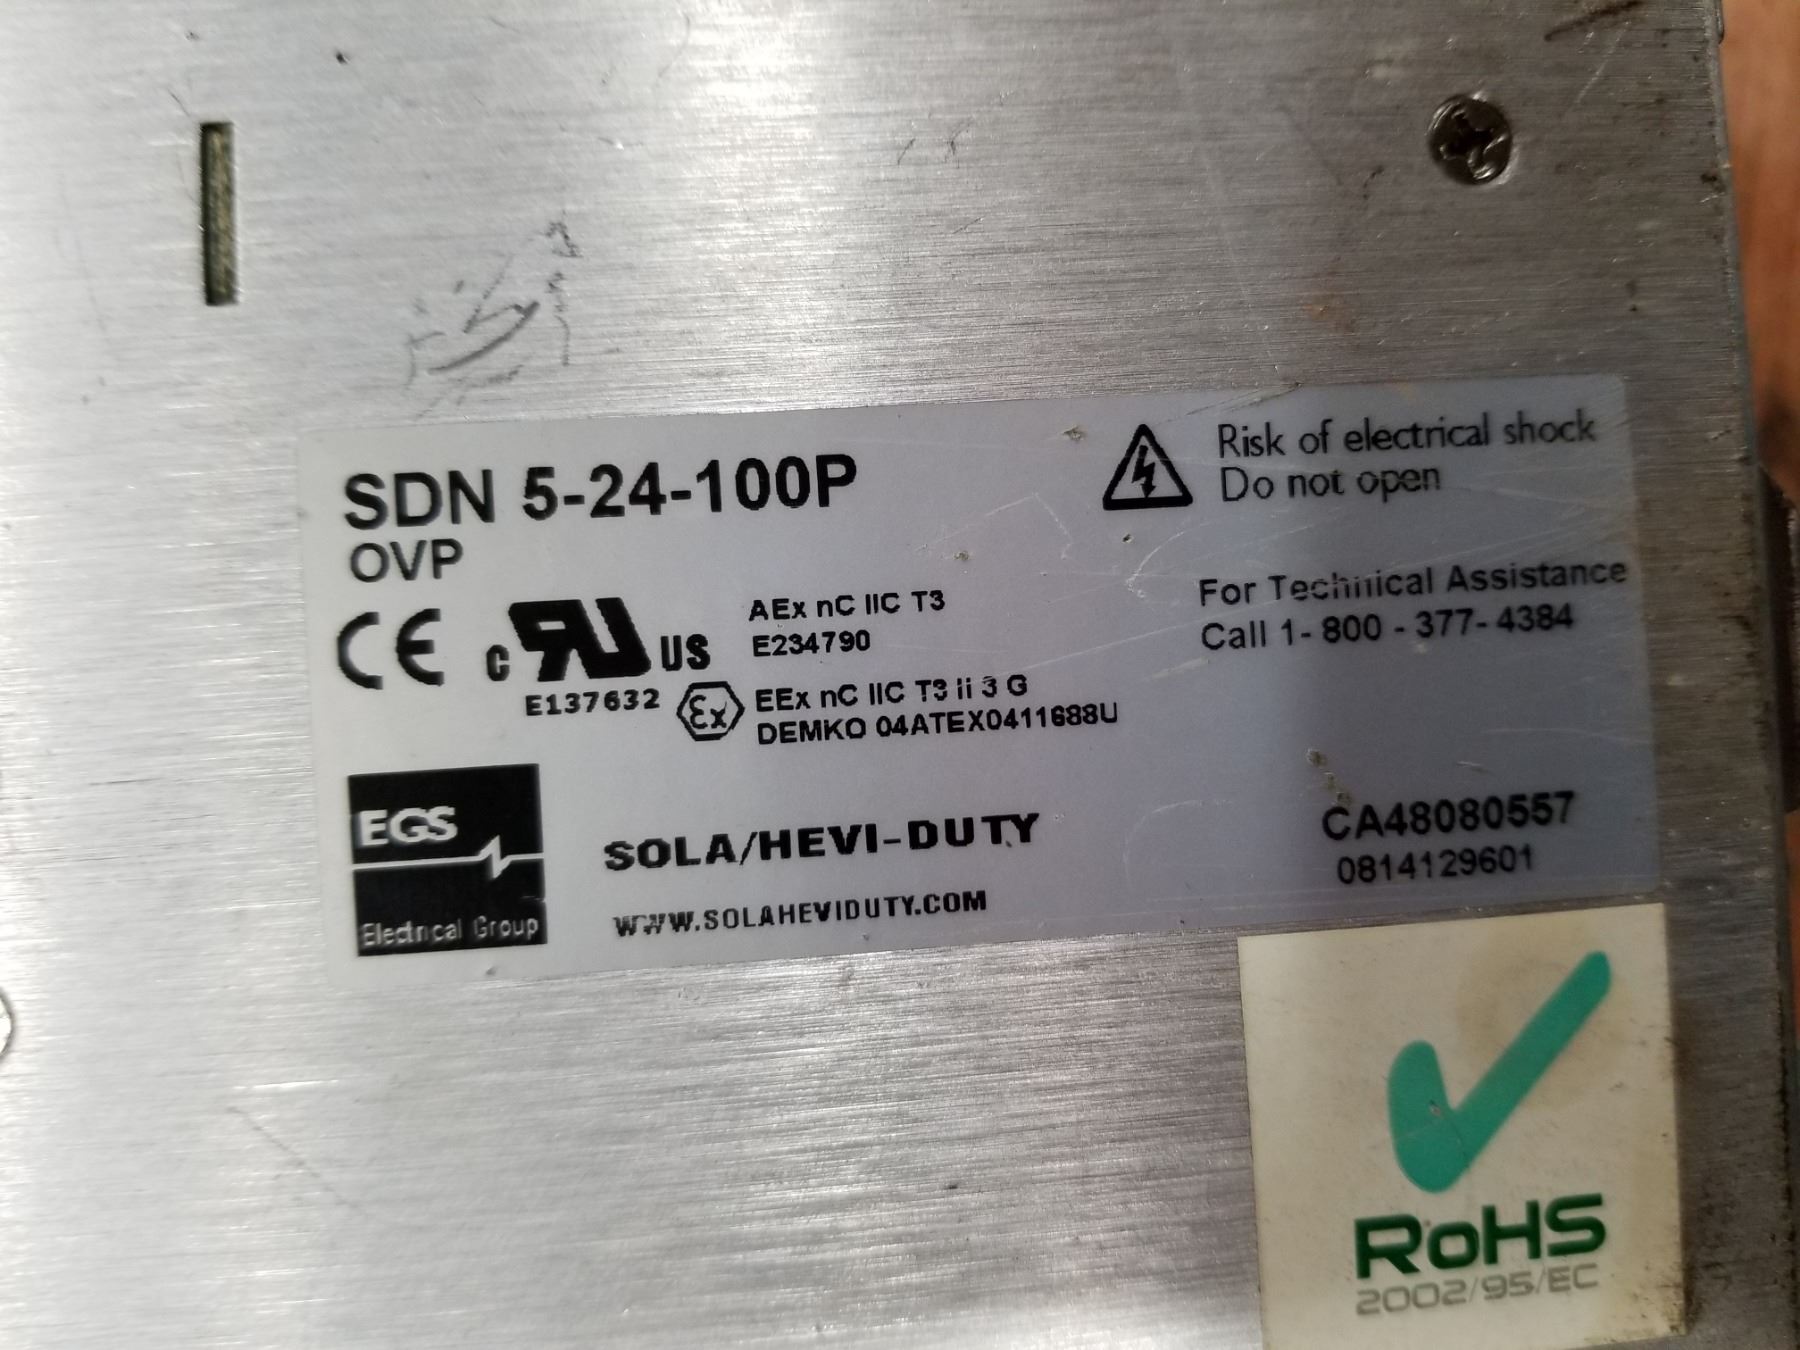 SDN 5-24-100P
OVP
Risk of electrical shock
Do not open
CE
c RU US
E137632
AEx nC IIC T3
E234790
Ex
EEx nC IIC T3 ii 3 G
DEMKO 04ATEX0411688U
For Technical Assistance
Call 1- 800 - 377- 4384
EGS
Electrical Group
SOLA/HEVI-DUTY
WWW.SOLAHEVIDUTY.COM
CA48080557
0814129601
RoHS
2002/95/EC